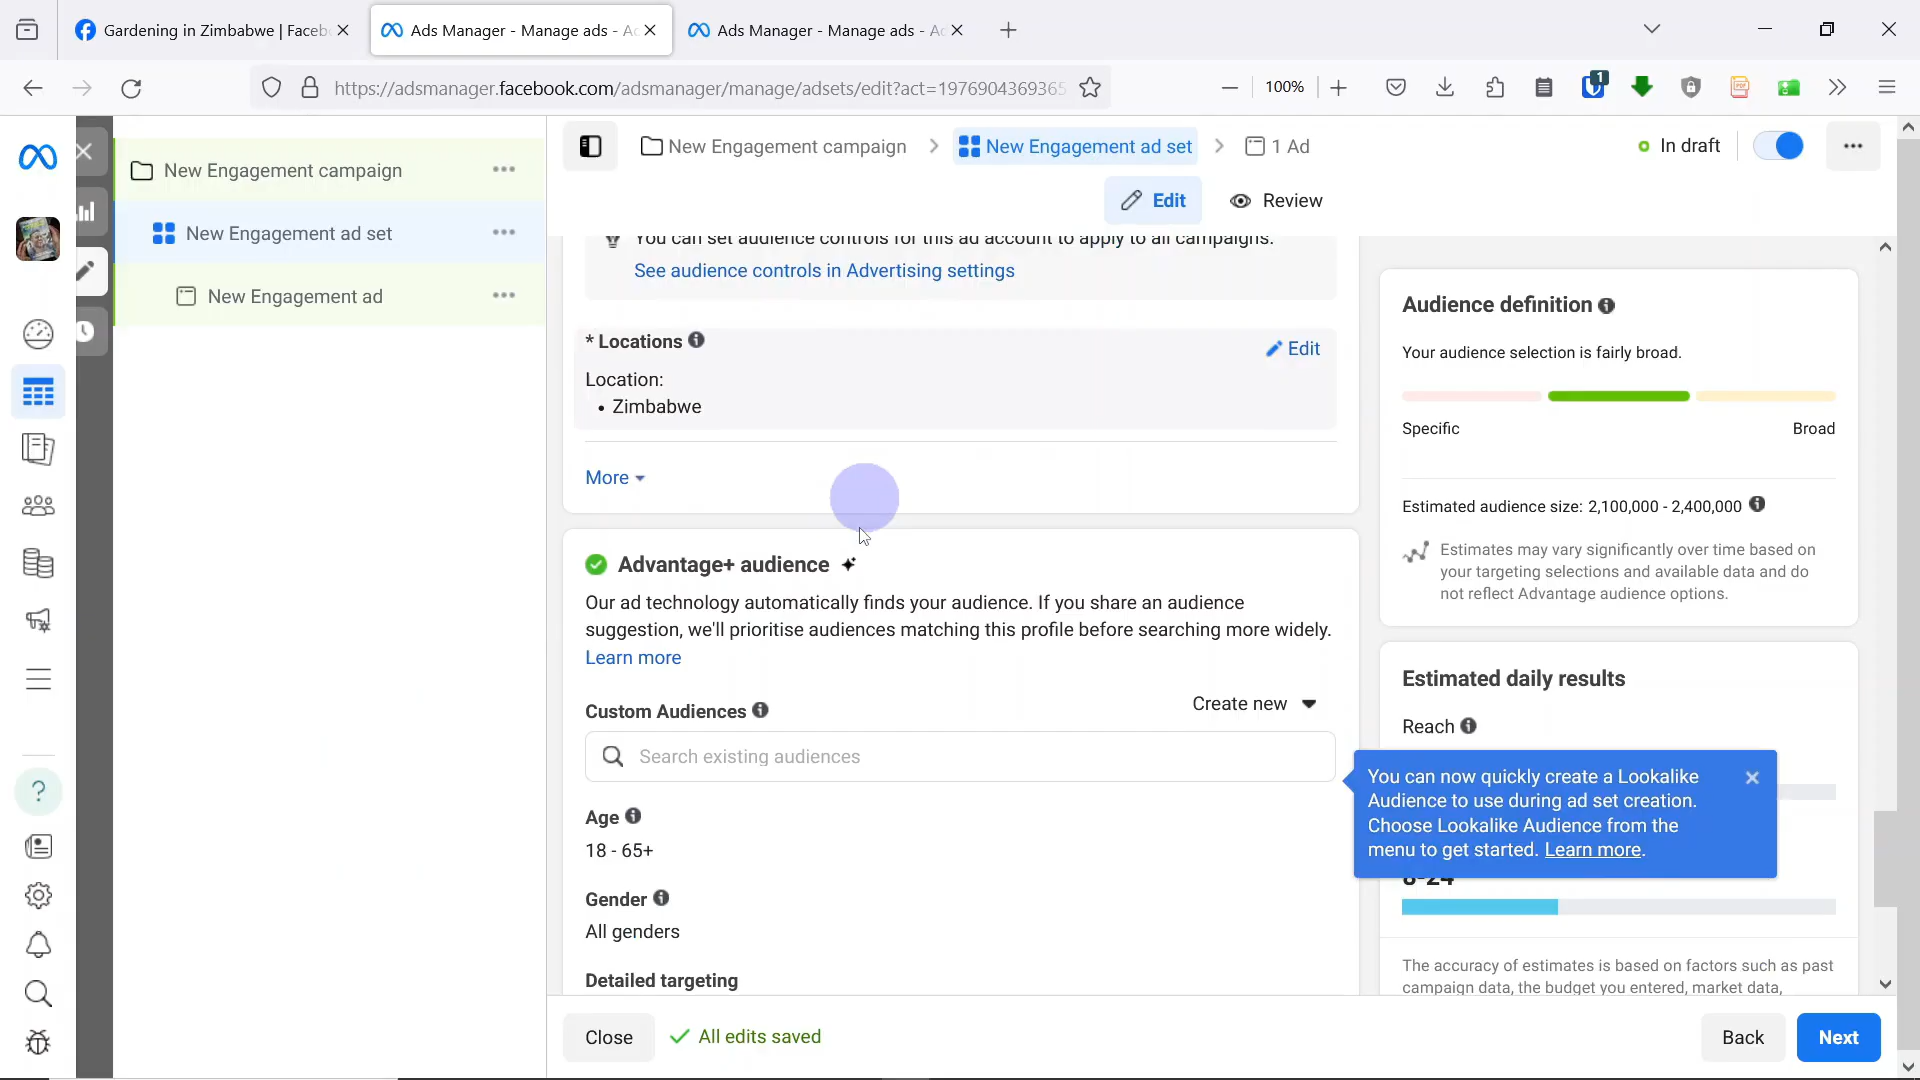 Gardening in Zimbabwe | Faceb
Ads Manager - Manage ads - Ad
Ads Manager - Manage ads - Ad
https://adsmanager.facebook.com/adsmanager/manage/adsets/edit?act=1976904369365
100%
1
New Engagement campaign
New Engagement ad set
New Engagement ad
New Engagement campaign
New Engagement ad set
1 Ad
In draft
Edit
Review
You can set audience controls for this ad account to apply to all campaigns.
See audience controls in Advertising settings
* Locations
Edit
Location:
• Zimbabwe
More
Advantage+ audience
Our ad technology automatically finds your audience. If you share an audience
suggestion, we'll prioritise audiences matching this profile before searching more widely.
Learn more
Custom Audiences
Create new
Search existing audiences
Age
18 - 65+
Gender
All genders
Detailed targeting
Audience definition
Your audience selection is fairly broad.
Specific
Broad
Estimated audience size: 2,100,000 - 2,400,000
Estimates may vary significantly over time based on
your targeting selections and available data and do
not reflect Advantage audience options.
Estimated daily results
Reach
You can now quickly create a Lookalike
Audience to use during ad set creation.
Choose Lookalike Audience from the
menu to get started. Learn more.
8-24
The accuracy of estimates is based on factors such as past
campaign data, the budget you entered, market data,
Close
All edits saved
Back
Next